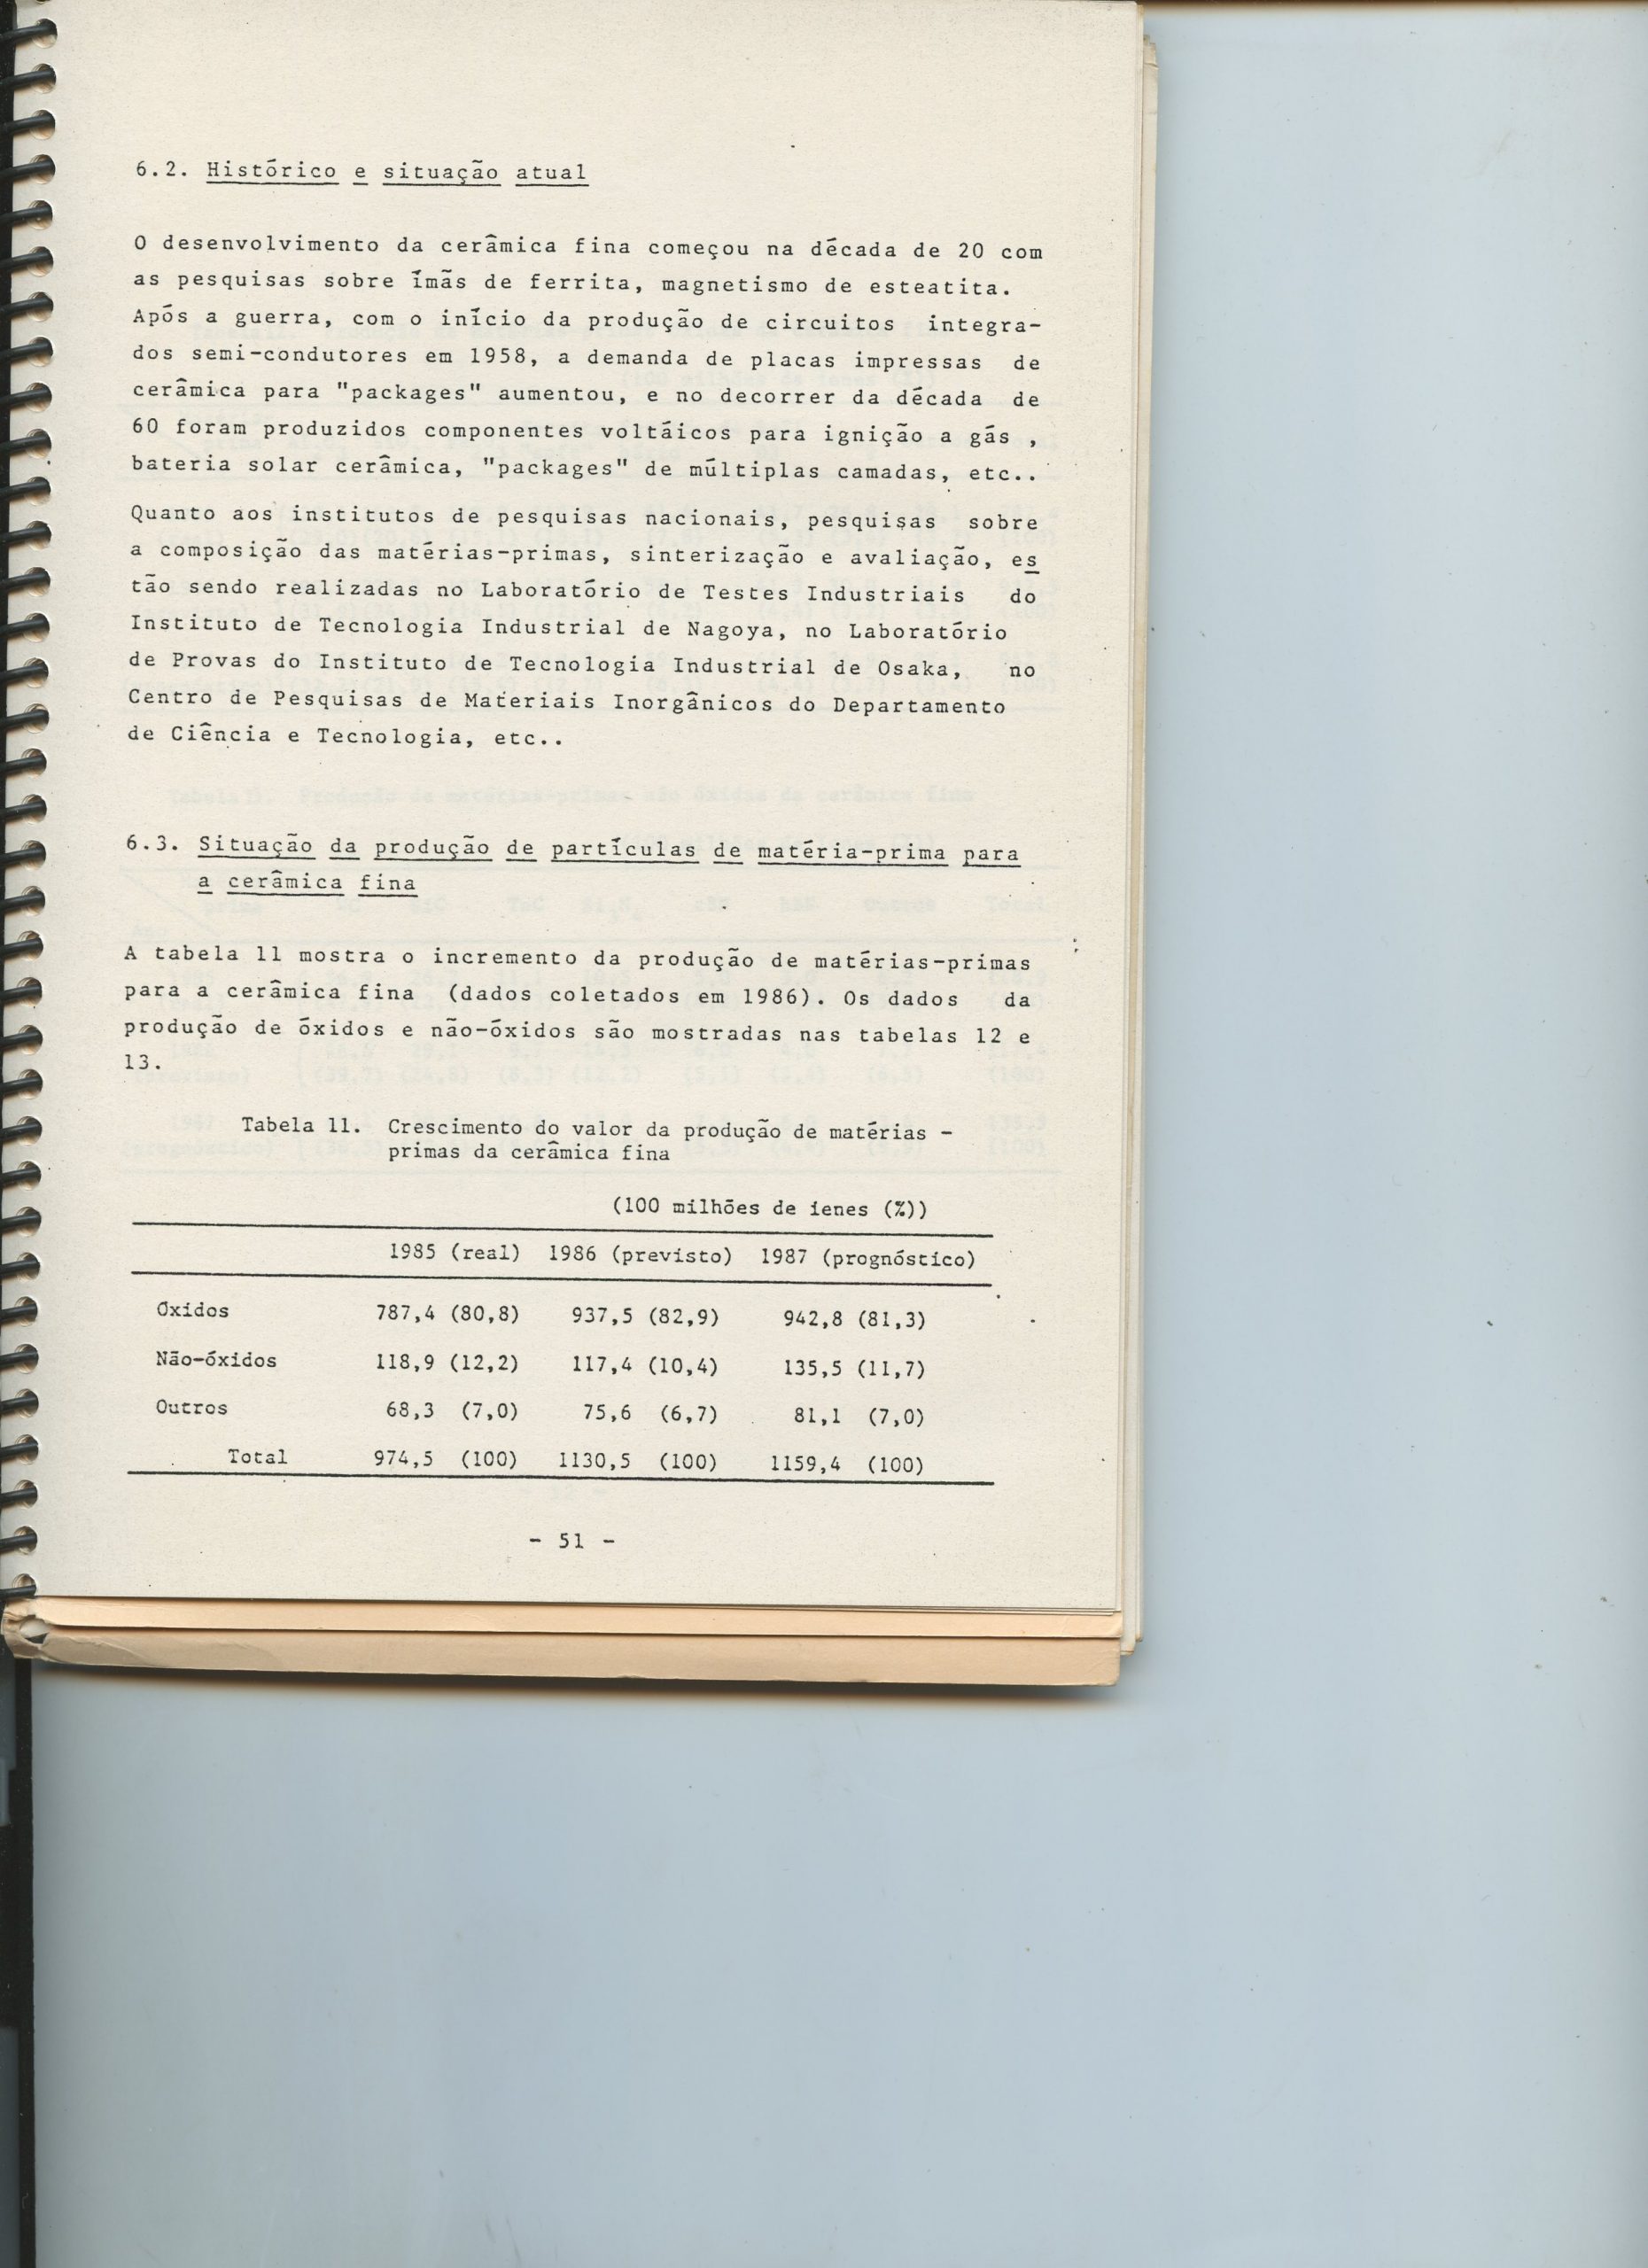 6.2. Histórico e situação atual
O desenvolvimento da cerâmica fina começou na década de 20 com
as pesquisas sobre ímãs de ferrita, magnetismo de esteatita.
Após a guerra, com o início da produção de circuitos integra-
dos semi-condutores em 1958, a demanda de placas impressas de
cerâmica para "packages" aumentou, e no decorrer da década de
60 foram produzidos componentes voltáicos para ignição a gás ,
bateria solar cerâmica, "packages" de múltiplas camadas, etc..
Quanto aos institutos de pesquisas nacionais, pesquisas sobre
a composição das matérias-primas, sinterização e avaliação, es
tão sendo realizadas no Laboratório de Testes Industriais do
Instituto de Tecnologia Industrial de Nagoya, no Laboratório
de Provas do Instituto de Tecnologia Industrial de Osaka, no
Centro de Pesquisas de Materiais Inorgânicos do Departamento
de Ciência e Tecnologia, etc..
6.3. Situação da produção de partículas de matéria-prima para
a cerâmica fina
A tabela 11 mostra o incremento da produção de matérias-primas
para a cerâmica fina (dados coletados em 1986). Os dados da
produção de óxidos e não-óxidos são mostradas nas tabelas 12 e
13.
Tabela 11. Crescimento do valor da produção de matérias -
primas da cerâmica fina
(100 milhões de ienes (%))
1985 (real) 1986 (previsto) 1987 (prognóstico)
Óxidos 787,4 (80,8) 937,5 (82,9) 942,8 (81,3)
Não-óxidos 118,9 (12,2) 117,4 (10,4) 135,5 (11,7)
Outros 68,3 (7,0) 75,6 (6,7) 81,1 (7,0)
Total 974,5 (100) 1130,5 (100) 1159,4 (100)
- 51 -